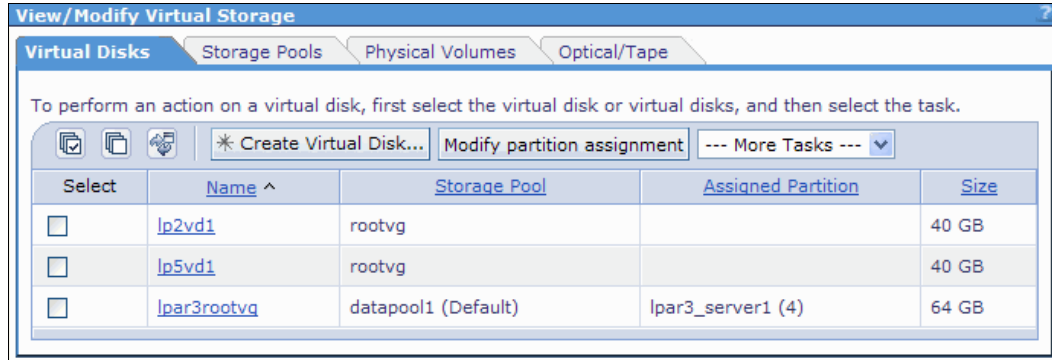 View/Modify Virtual Storage ?
Virtual Disks Storage Pools Physical Volumes Optical/Tape
To perform an action on a virtual disk, first select the virtual disk or virtual disks, and then select the task.
Create Virtual Disk... Modify partition assignment --- More Tasks ---
Select Name ^ Storage Pool Assigned Partition Size
lp2vd1 rootvg 40 GB
lp5vd1 rootvg 40 GB
lpar3rootvg datapool1 (Default) lpar3_server1 (4) 64 GB